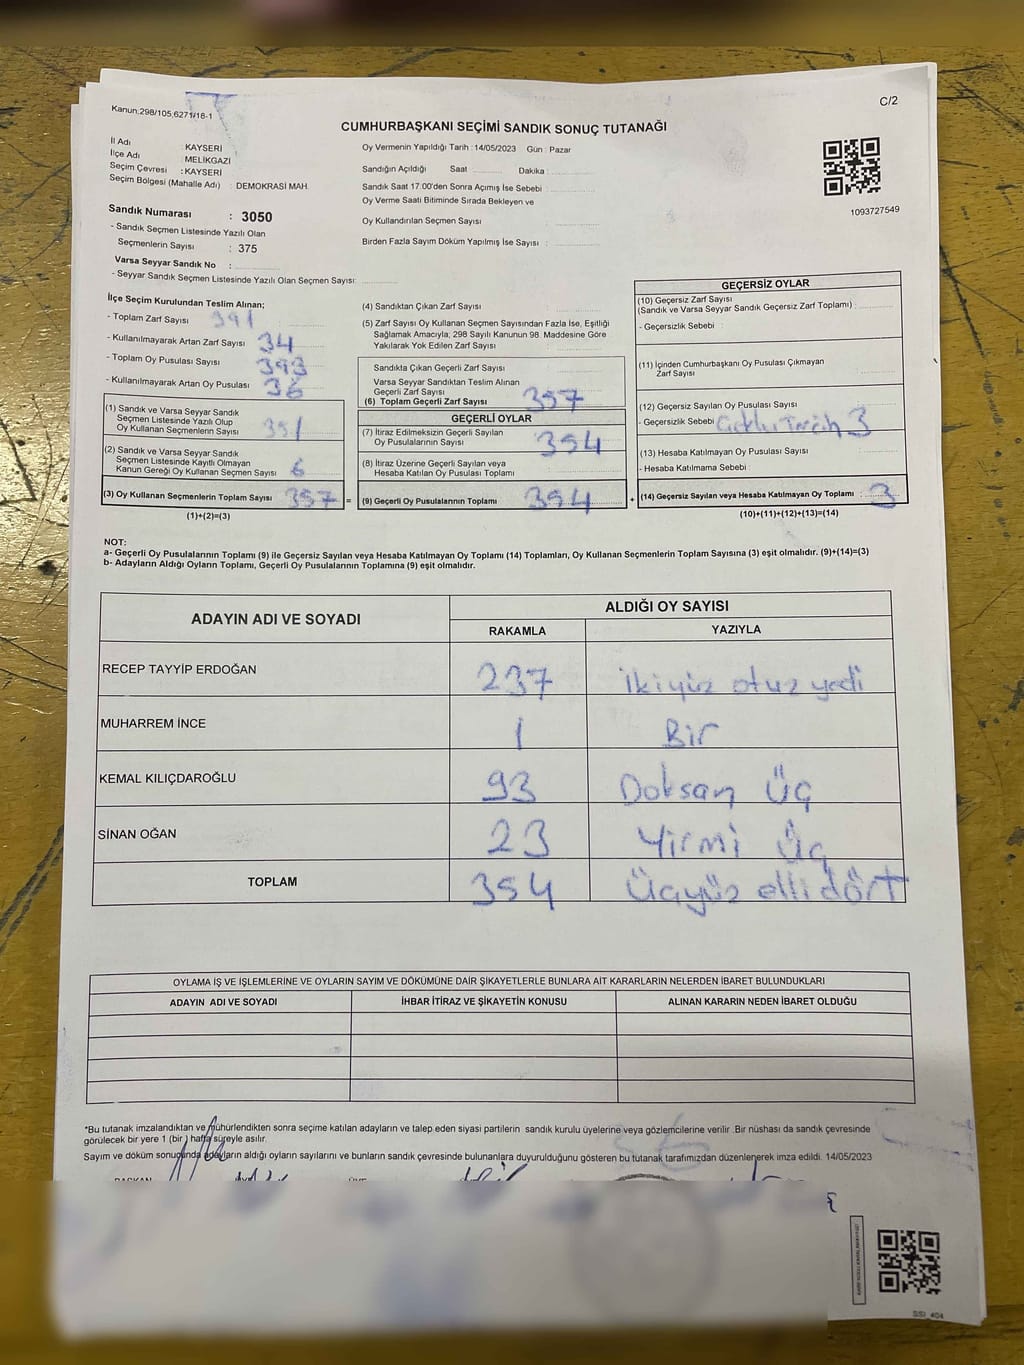 C/2
Kanun:298/105,6271/18-1
CUMHURBAŞKANI SEÇİMİ SANDIK SONUÇ TUTANAĞI
İl Adı : KAYSERİ
İlçe Adı : MELİKGAZİ
Seçim Çevresi : KAYSERİ
Seçim Bölgesi (Mahalle Adı) : DEMOKRASİ MAH.
Sandık Numarası : 3050
- Sandık Seçmen Listesinde Yazılı Olan
Seçmenlerin Sayısı : 375
Varsa Seyyar Sandık No :
- Seyyar Sandık Seçmen Listesinde Yazılı Olan Seçmen Sayısı:
Oy Vermenin Yapıldığı Tarih : 14/05/2023 Gün : Pazar
Sandığın Açıldığı Saat Dakika :
Sandık Saat 17:00'den Sonra Açımış İse Sebebi :
Oy Verme Saati Bitiminde Sırada Bekleyen ve
Oy Kullandırılan Seçmen Sayısı
Birden Fazla Sayım Döküm Yapılmış İse Sayısı :
1093727549
İlçe Seçim Kurulundan Teslim Alınan;
- Toplam Zarf Sayısı 391
- Kullanılmayarak Artan Zarf Sayısı 34
- Toplam Oy Pusulası Sayısı 393
- Kullanılmayarak Artan Oy Pusulası 36
(1) Sandık ve Varsa Seyyar Sandık
Seçmen Listesinde Yazılı Olup
Oy Kullanan Seçmenlerin Sayısı 351
(2) Sandık ve Varsa Seyyar Sandık
Seçmen Listesinde Kayıtlı Olmayan
Kanun Gereği Oy Kullanan Seçmen Sayısı 6
(3) Oy Kullanan Seçmenlerin Toplam Sayısı 357 =
(1)+(2)=(3)
(4) Sandıktan Çıkan Zarf Sayısı :
(5) Zarf Sayısı Oy Kullanan Seçmen Sayısından Fazla İse, Eşitliği
Sağlamak Amacıyla; 298 Sayılı Kanunun 98. Maddesine Göre
Yakılarak Yok Edilen Zarf Sayısı
Sandıkta Çıkan Geçerli Zarf Sayısı :
Varsa Seyyar Sandıktan Teslim Alınan
Geçerli Zarf Sayısı
(6) Toplam Geçerli Zarf Sayısı 357
GEÇERLİ OYLAR
(7) İtiraz Edilmeksizin Geçerli Sayılan
Oy Pusulalarının Sayısı 354
(8) İtiraz Üzerine Geçerli Sayılan veya
Hesaba Katılan Oy Pusulası Toplamı :
(9) Geçerli Oy Pusulalarının Toplamı 354 +
GEÇERSİZ OYLAR
(10) Geçersiz Zarf Sayısı
(Sandık ve Varsa Seyyar Sandık Geçersiz Zarf Toplamı) :
- Geçersizlik Sebebi :
(11) İçinden Cumhurbaşkanı Oy Pusulası Çıkmayan
Zarf Sayısı
(12) Geçersiz Sayılan Oy Pusulası Sayısı
- Geçersizlik Sebebi 3
(13) Hesaba Katılmayan Oy Pusulası Sayısı
- Hesaba Katılmama Sebebi :
(14) Geçersiz Sayılan veya Hesaba Katılmayan Oy Toplamı : 3
(10)+(11)+(12)+(13)=(14)
NOT:
a- Geçerli Oy Pusulalarının Toplamı (9) ile Geçersiz Sayılan veya Hesaba Katılmayan Oy Toplamı (14) Toplamları, Oy Kullanan Seçmenlerin Toplam Sayısına (3) eşit olmalıdır. (9)+(14)=(3)
b- Adayların Aldığı Oyların Toplamı, Geçerli Oy Pusulalarının Toplamına (9) eşit olmalıdır.
ADAYIN ADI VE SOYADI ALDIĞI OY SAYISI
RAKAMLA YAZIYLA
RECEP TAYYİP ERDOĞAN 237 ikiyüz otuz yedi
MUHARREM İNCE 1 Bir
KEMAL KILIÇDAROĞLU 93 Doksan Üç
SİNAN OĞAN 23 Yirmi Üç
TOPLAM 354 Üçyüz elli dört
OYLAMA İŞ VE İŞLEMLERİNE VE OYLARIN SAYIM VE DÖKÜMÜNE DAİR ŞİKAYETLERLE BUNLARA AİT KARARLARIN NELERDEN İBARET BULUNDUKLARI
ADAYIN ADI VE SOYADI İHBAR İTİRAZ VE ŞİKAYETİN KONUSU ALINAN KARARIN NEDEN İBARET OLDUĞU
*Bu tutanak imzalandıktan ve mühürlendikten sonra seçime katılan adayların ve talep eden siyasi partilerin sandık kurulu üyelerine veya gözlemcilerine verilir .Bir nüshası da sandık çevresinde
görülecek bir yere 1 (bir) hafta süreyle asılır.
Sayım ve döküm sonucunda adayların aldığı oyların sayılarını ve bunların sandık çevresinde bulunanlara duyurulduğunu gösteren bu tutanak tarafımızdan düzenlenerek imza edildi. 14/05/2023